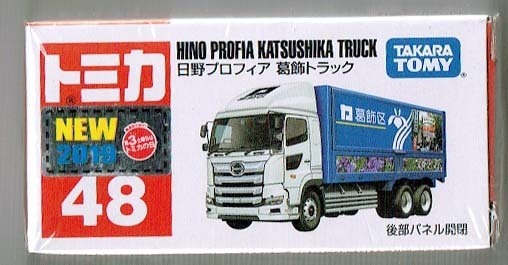 トミカ
NEW
2019
48
HINO PROFIA KATSUSHIKA TRUCK
日野プロフィア 葛飾トラック
TAKARA
TOMY
葛飾区
後部パネル開閉